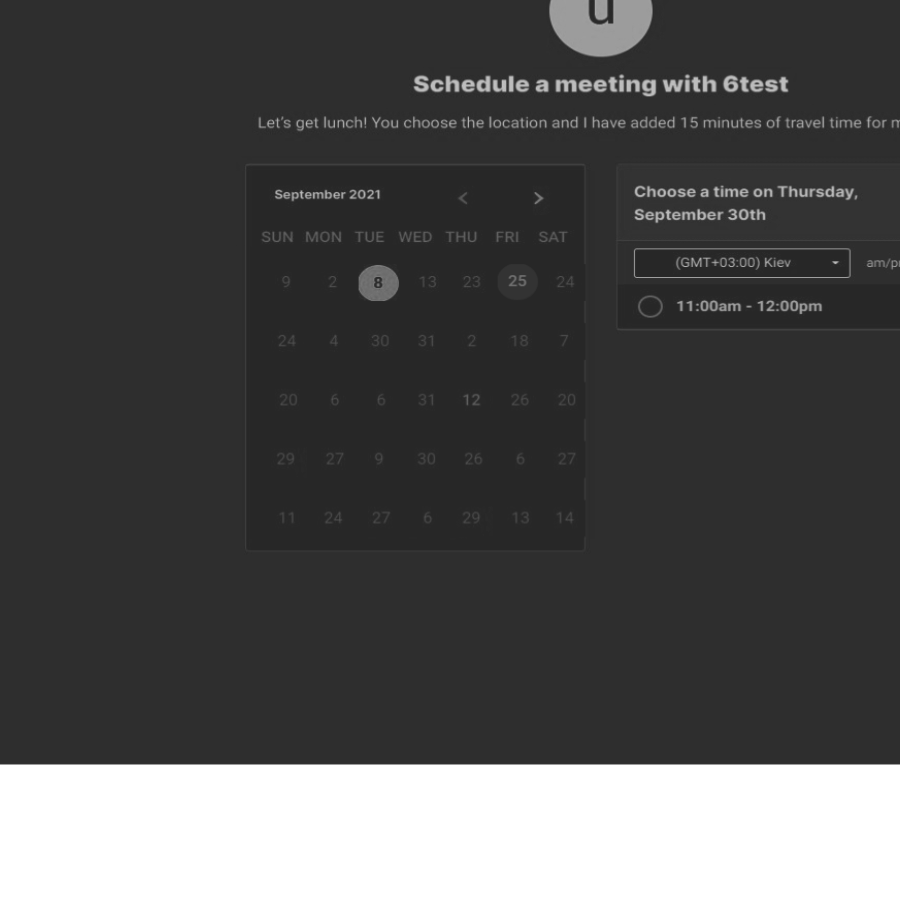 u
Schedule a meeting with 6test
Let's get lunch! You choose the location and I have added 15 minutes of travel time for
September 2021 < >
SUN MON TUE WED THU FRI SAT
9 2 8 13 23 25 24
24 4 30 31 2 18 7
20 6 6 31 12 26 20
29 27 9 30 26 6 27
11 24 27 6 29 13 14
Choose a time on Thursday,
September 30th
(GMT+03:00) Kiev am/
11:00am - 12:00pm